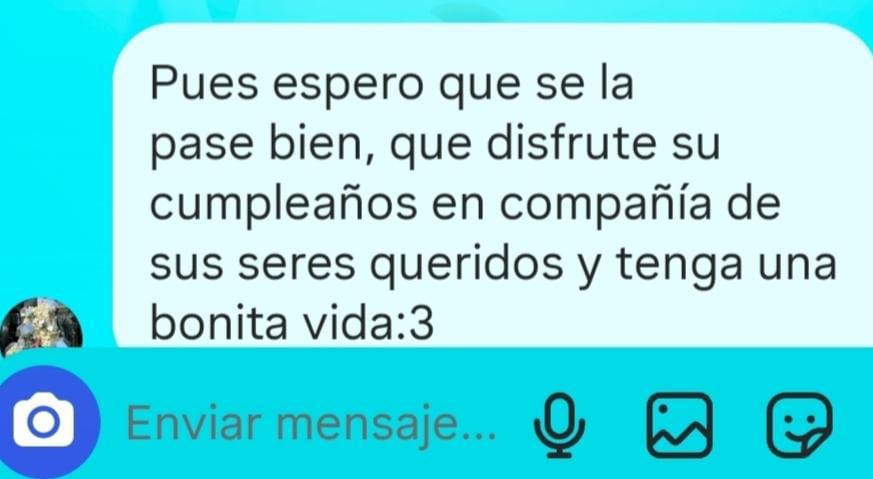 Pues espero que se la
pase bien, que disfrute su
cumpleaños en compañía de
sus seres queridos y tenga una
bonita vida:3
Enviar mensaje...